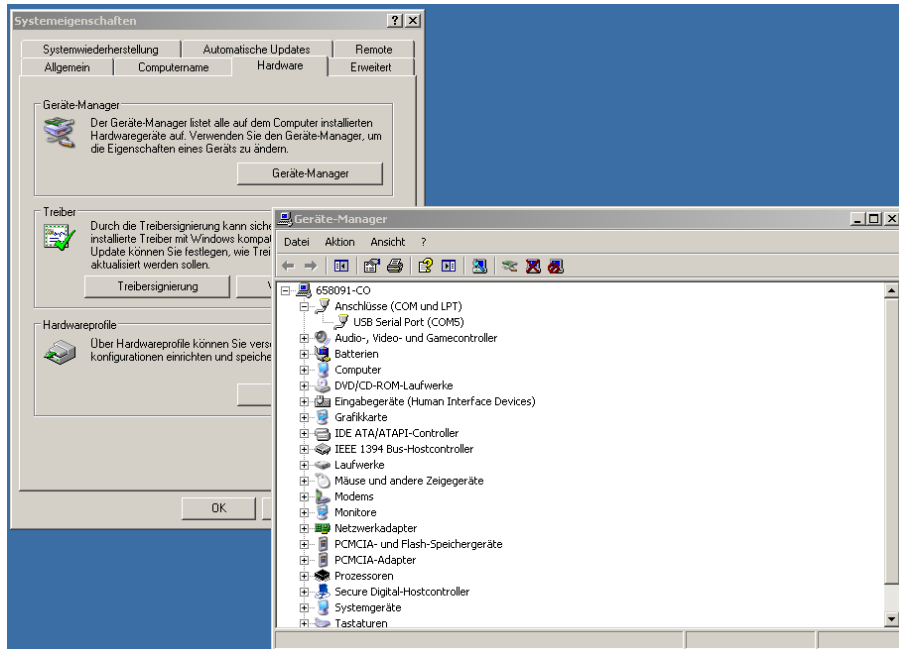 Systemeigenschaften
Systemwiederherstellung Automatische Updates Remote
Allgemein Computername Hardware Erweitert
Geräte-Manager
Der Geräte-Manager listet alle auf dem Computer installierten
Hardwaregeräte auf. Verwenden Sie den Geräte-Manager, um
die Eigenschaften eines Geräts zu ändern.
Geräte-Manager
Treiber
Durch die Treibersignierung kann
installierte Treiber mit Windows
Update können Sie festlegen, wie
aktualisiert werden sollen.
Treibersignierung
Hardwareprofile
Über Hardwareprofile können Sie
konfigurationen einrichten und
OK
Geräte-Manager
Datei Aktion Ansicht ?
658091-CO
Anschlüsse (COM und LPT)
USB Serial Port (COM5)
Audio-, Video- und Gamecontroller
Batterien
Computer
DVD/CD-ROM-Laufwerke
Eingabegeräte (Human Interface Devices)
Grafikkarte
IDE ATA/ATAPI-Controller
IEEE 1394 Bus-Hostcontroller
Laufwerke
Mäuse und andere Zeigegeräte
Modems
Monitore
Netzwerkadapter
PCMCIA- und Flash-Speichergeräte
PCMCIA-Adapter
Prozessoren
Secure Digital-Hostcontroller
Systemgeräte
Tastaturen